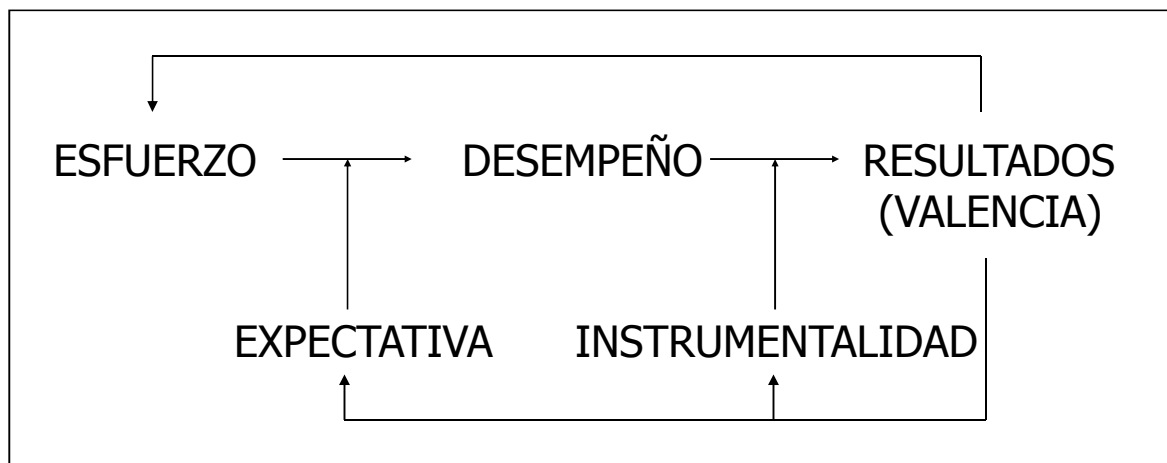 ESFUERZO
DESEMPEÑO
RESULTADOS
(VALENCIA)
EXPECTATIVA
INSTRUMENTALIDAD